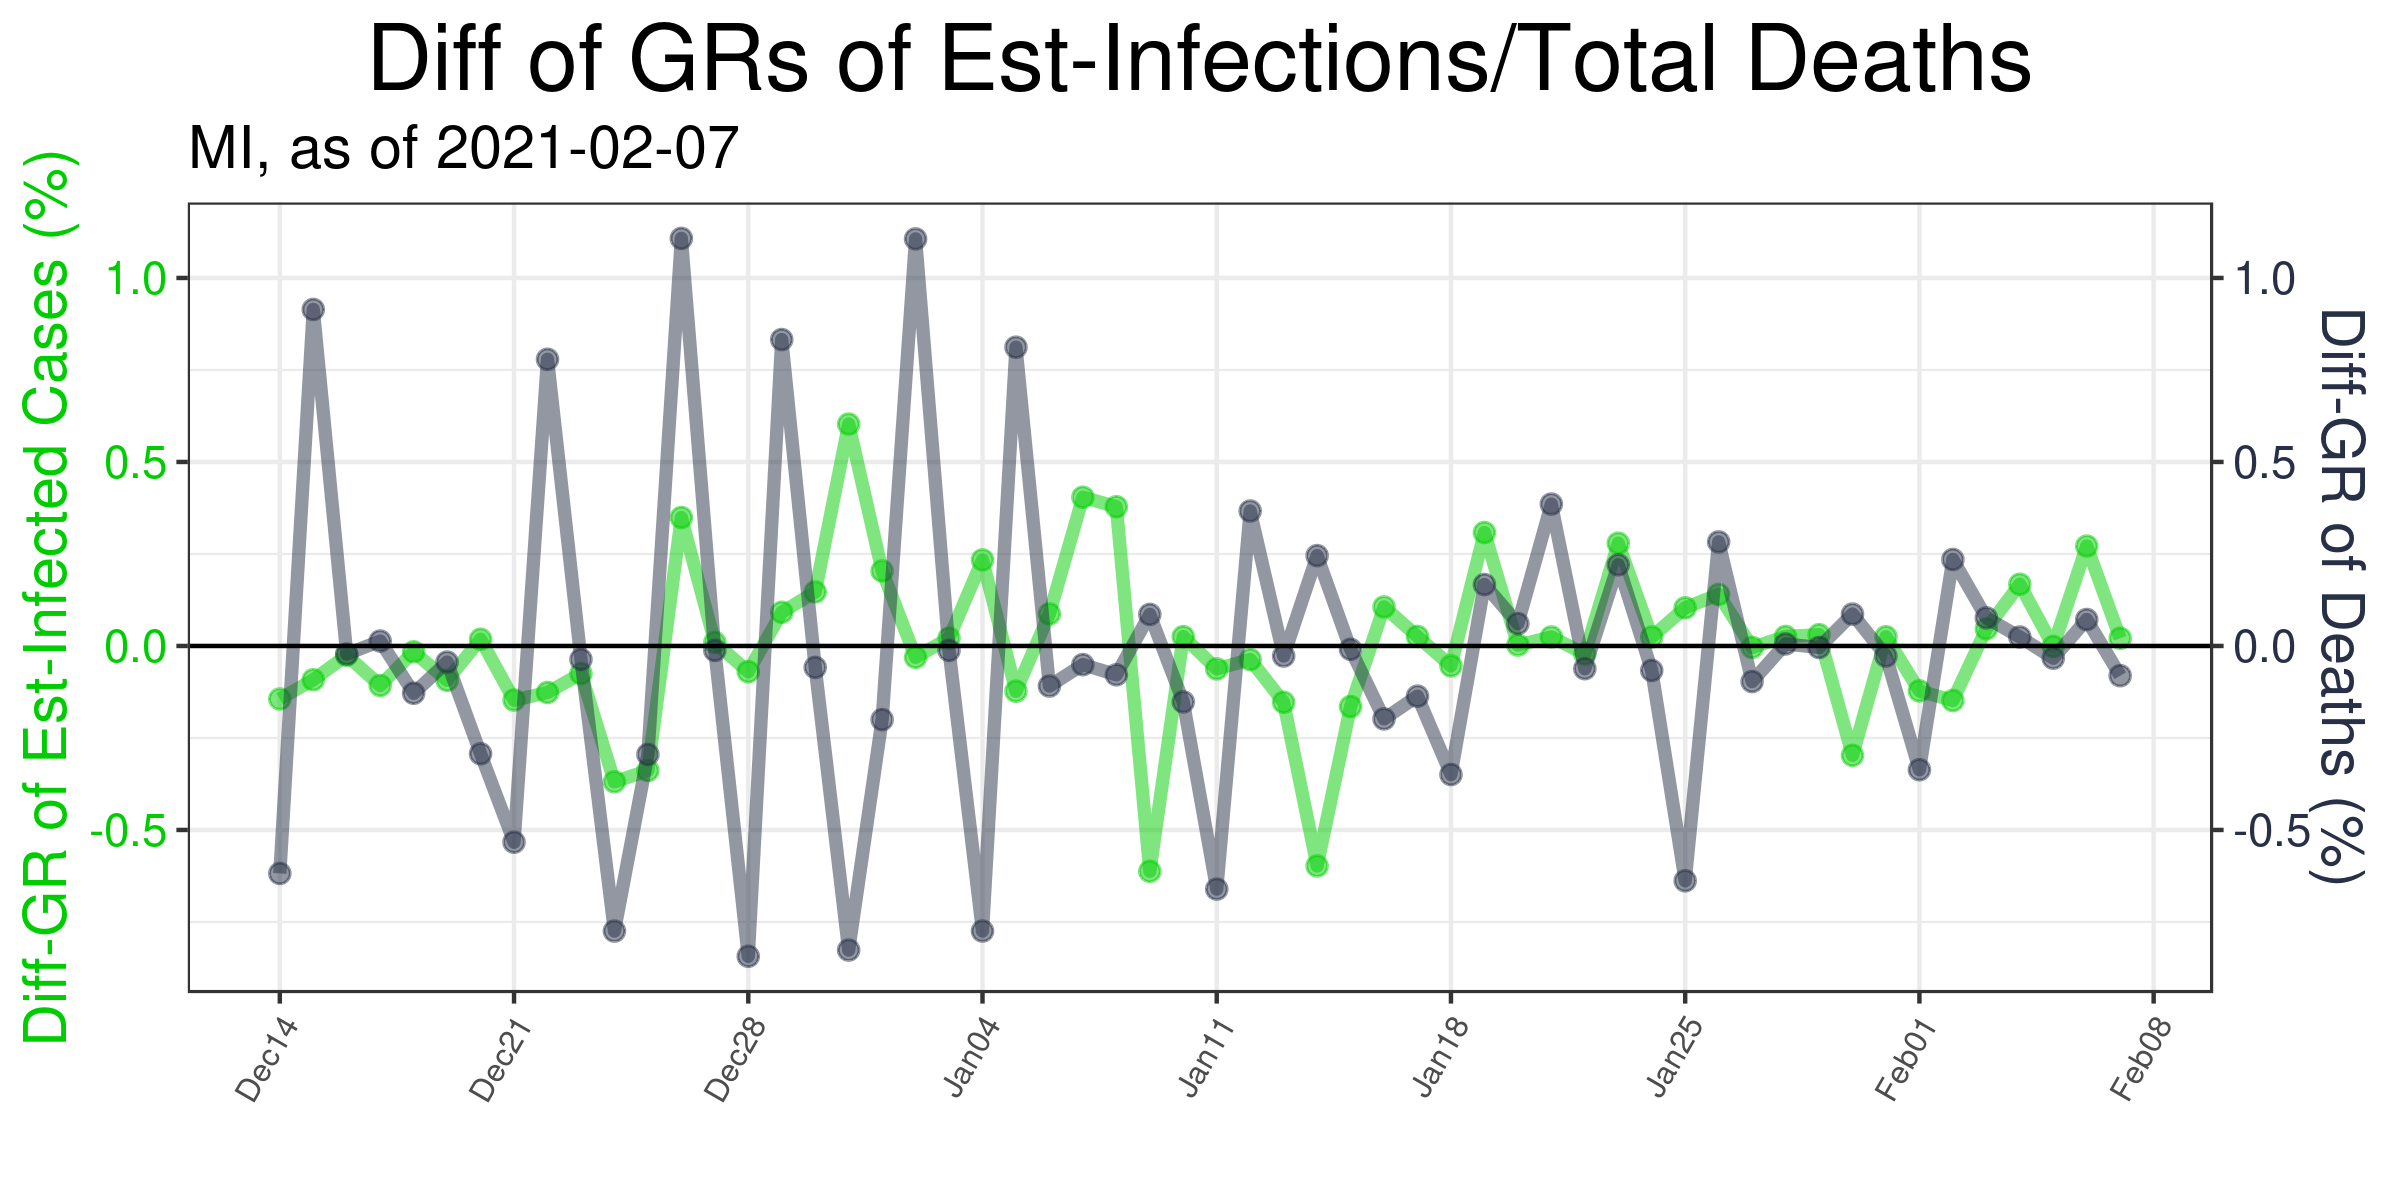 Diff of GRs of Est-Infections/Total Deaths
MI, as of 2021-02-07
Diff-GR of Est-Infected Cases (%)
1.0
0.5
0.0
-0.5
1.0
0.5
0.0
-0.5
Diff-GR of Deaths (%)
Dec14
Dec21
Dec28
Jan04
Jan11
Jan18
Jan25
Feb01
Feb08